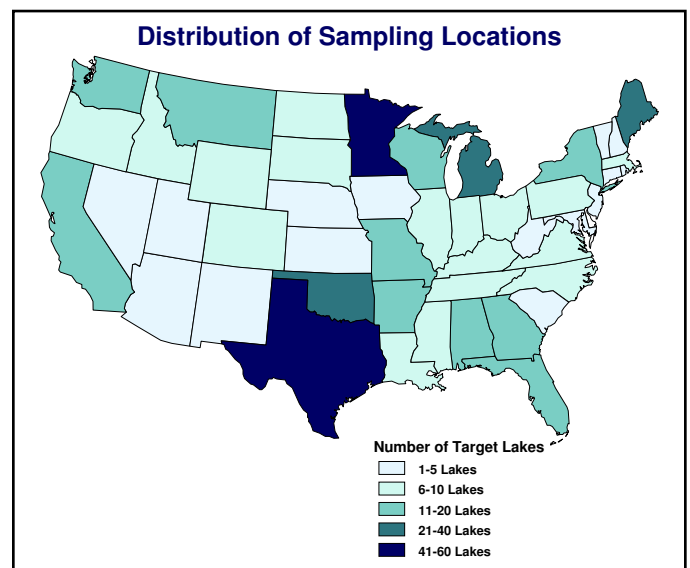 Distribution of Sampling Locations
Number of Target Lakes
1-5 Lakes
6-10 Lakes
11-20 Lakes
21-40 Lakes
41-60 Lakes